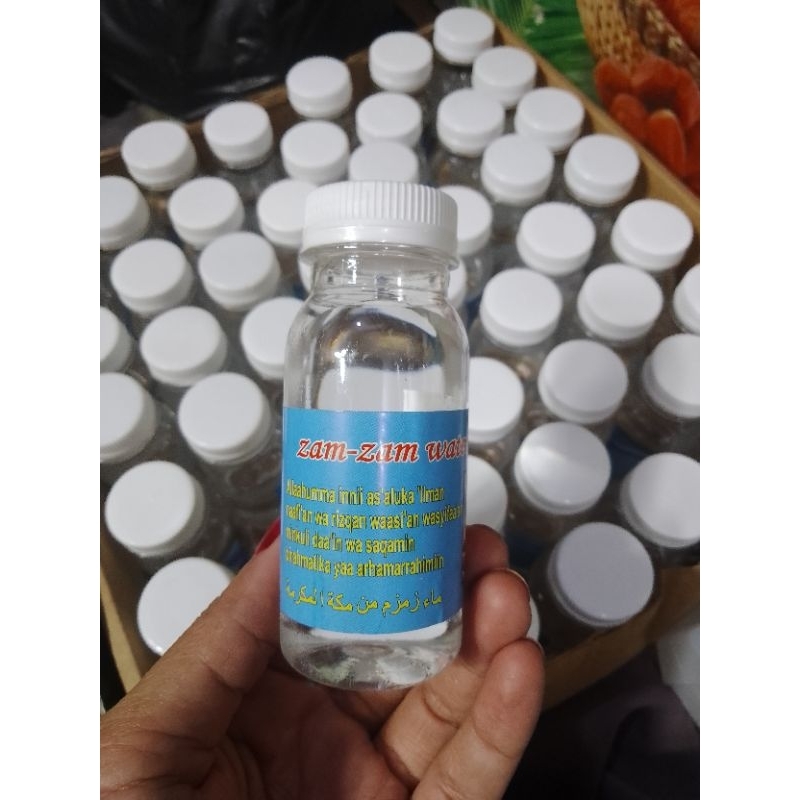 zam-zam wate
Allaahumma innii as'aluka 'ilman
naafi'an wa rizqan waasi'an wasyifaan
minkuli daa'in wa saqamin
birahmatika yaa arhamarrahimiin
ماء زمزم من مكة المكرمة